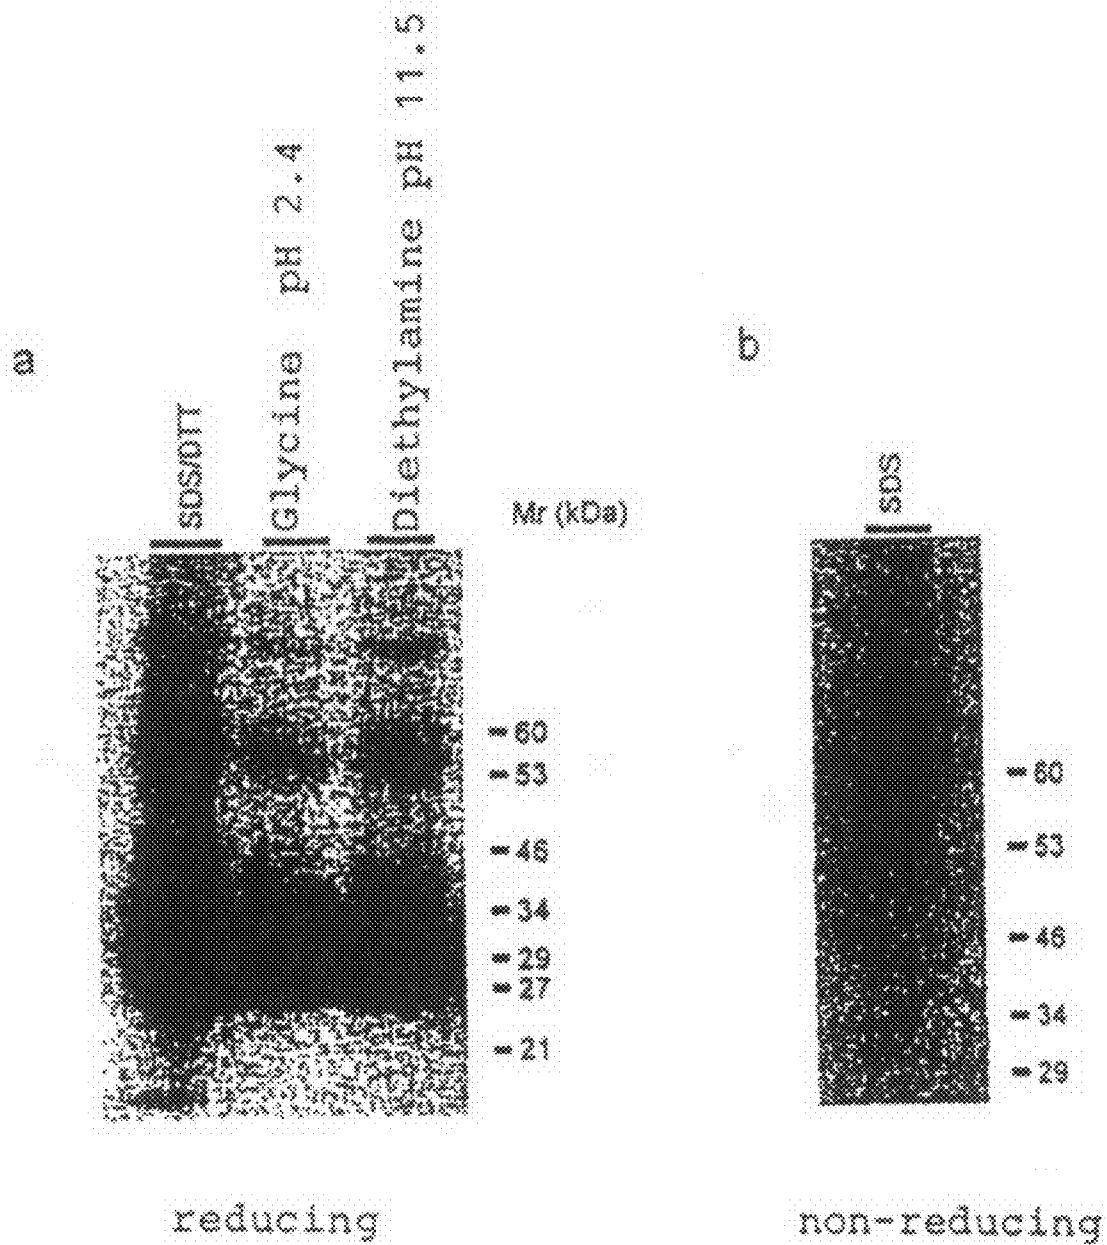 a
SDS/DTT
Glycine pH 2.4
Diethylamine pH 11.5
Mr (kDa)
60
53
46
34
29
27
21
reducing
b
SDS
60
53
46
34
29
non-reducing